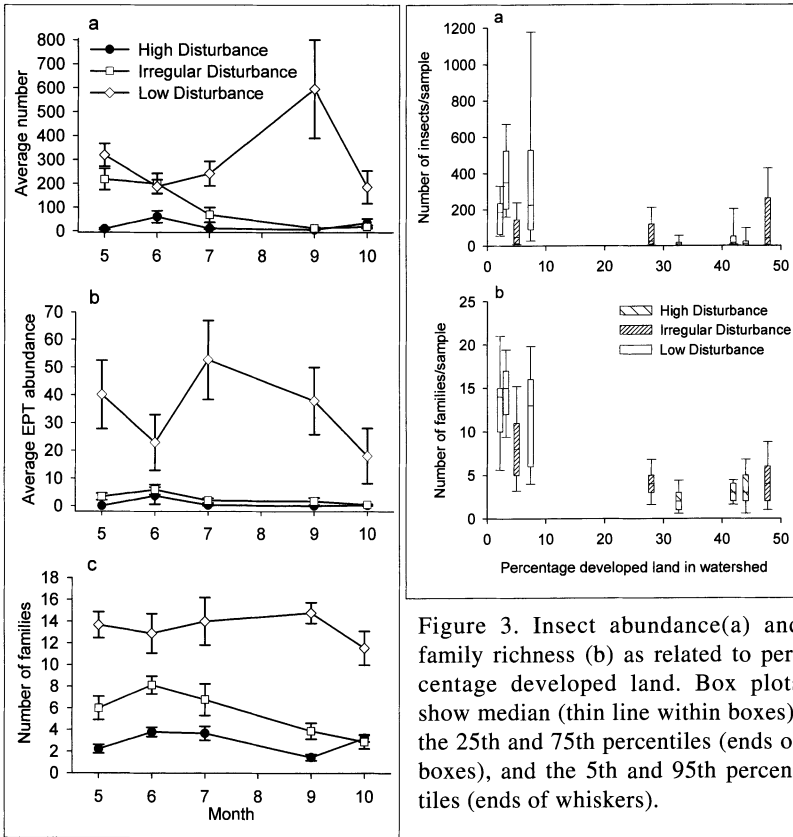 a
High Disturbance
Irregular Disturbance
Low Disturbance
Average number
800
700
600
500
400
300
200
100
0
5 6 7 8 9 10
b
Average EPT abundance
70
60
50
40
30
20
10
0
5 6 7 8 9 10
c
Number of families
18
16
14
12
10
8
6
4
2
0
5 6 7 8 9 10
Month
a
Number of insects/sample
1200
1000
800
600
400
200
0
0 10 20 30 40 50
b
High Disturbance
Irregular Disturbance
Low Disturbance
Number of families/sample
25
20
15
10
5
0
0 10 20 30 40 50
Percentage developed land in watershed
Figure 3. Insect abundance(a) and
family richness (b) as related to per
centage developed land. Box plots
show median (thin line within boxes)
the 25th and 75th percentiles (ends o
boxes), and the 5th and 95th percen
tiles (ends of whiskers).